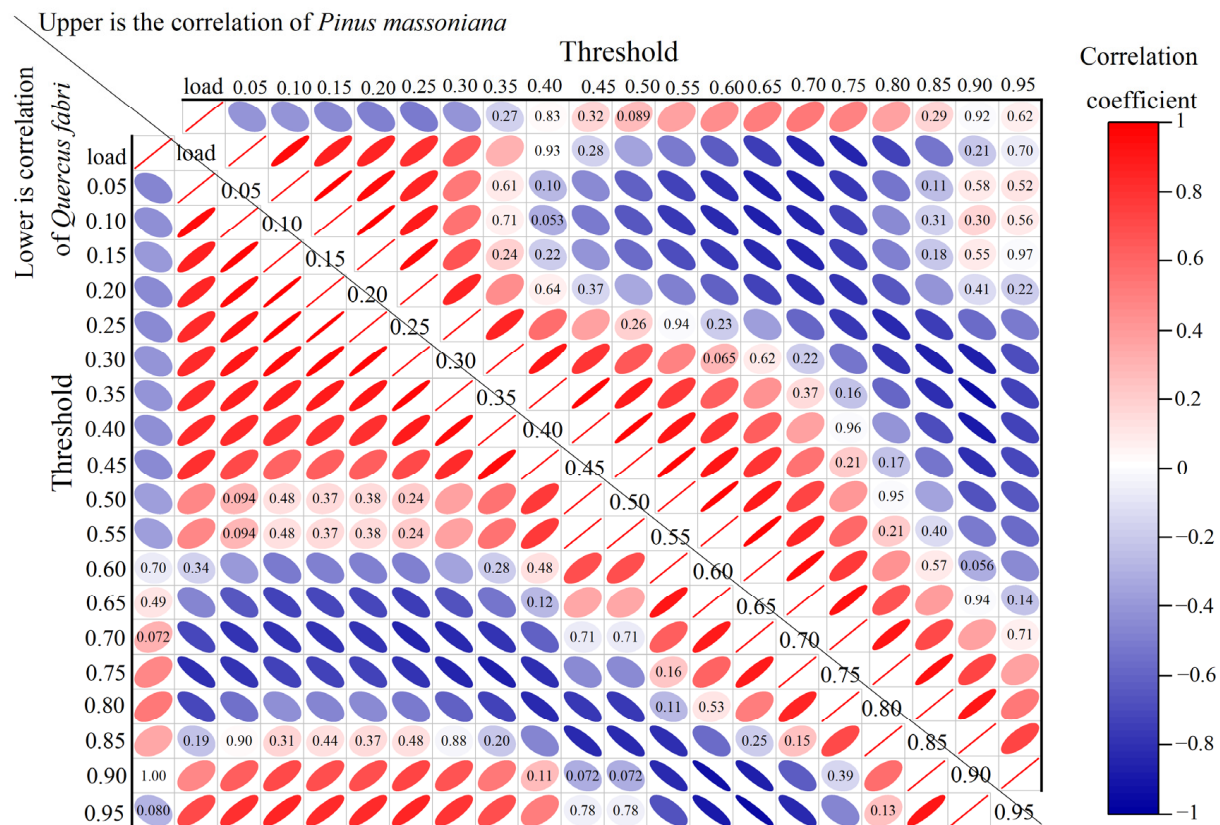 Upper is the correlation of Pinus massoniana
Threshold
Correlation
coefficient
load 0.05 0.10 0.15 0.20 0.25 0.30 0.35 0.40 0.45 0.50 0.55 0.60 0.65 0.70 0.75 0.80 0.85 0.90 0.95
Lower is correlation
of Quercus fabri
Threshold
0.27 0.83 0.32 0.089 0.29 0.92 0.62
load load 0.93 0.28 0.21 0.70
0.05 0.05 0.61 0.10 0.11 0.58 0.52
0.10 0.10 0.71 0.053 0.31 0.30 0.56
0.15 0.15 0.24 0.22 0.18 0.55 0.97
0.20 0.20 0.64 0.37 0.41 0.22
0.25 0.25 0.26 0.94 0.23
0.30 0.30 0.065 0.62 0.22
0.35 0.35 0.37 0.16
0.40 0.40 0.96
0.45 0.45 0.21 0.17
0.50 0.094 0.48 0.37 0.38 0.24 0.50 0.95
0.55 0.094 0.48 0.37 0.38 0.24 0.55 0.21 0.40
0.60 0.70 0.34 0.28 0.48 0.60 0.57 0.056
0.65 0.49 0.12 0.65 0.94 0.14
0.70 0.072 0.71 0.71 0.70 0.71
0.75 0.16 0.75
0.80 0.11 0.53 0.80
0.85 0.19 0.90 0.31 0.44 0.37 0.48 0.88 0.20 0.25 0.15 0.85
0.90 1.00 0.11 0.072 0.072 0.39 0.90
0.95 0.080 0.78 0.78 0.13 0.95
1
0.8
0.6
0.4
0.2
0
−0.2
−0.4
−0.6
−0.8
−1